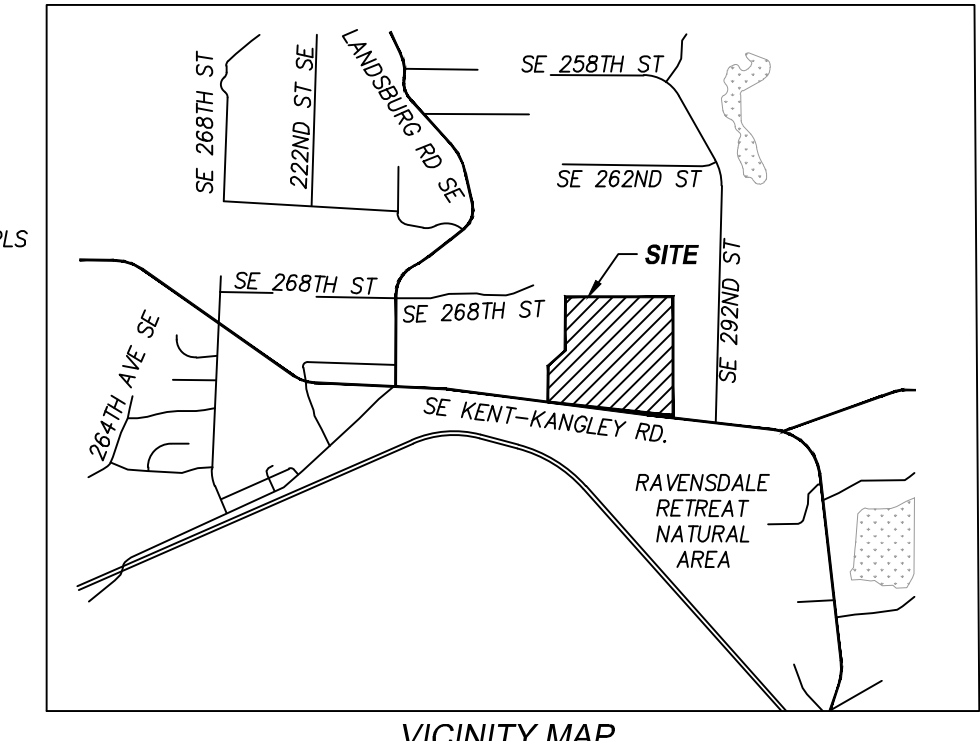 SE 268TH ST
222ND ST SE
LANDSBURG RD SE
SE 258TH ST
SE 262ND ST
PLS
SITE
SE 292ND ST
SE 268TH ST
SE 268TH ST
264TH AVE SE
SE KENT-KANGLEY RD.
RAVENSDALE
RETREAT
NATURAL
AREA
VICINITY MAP